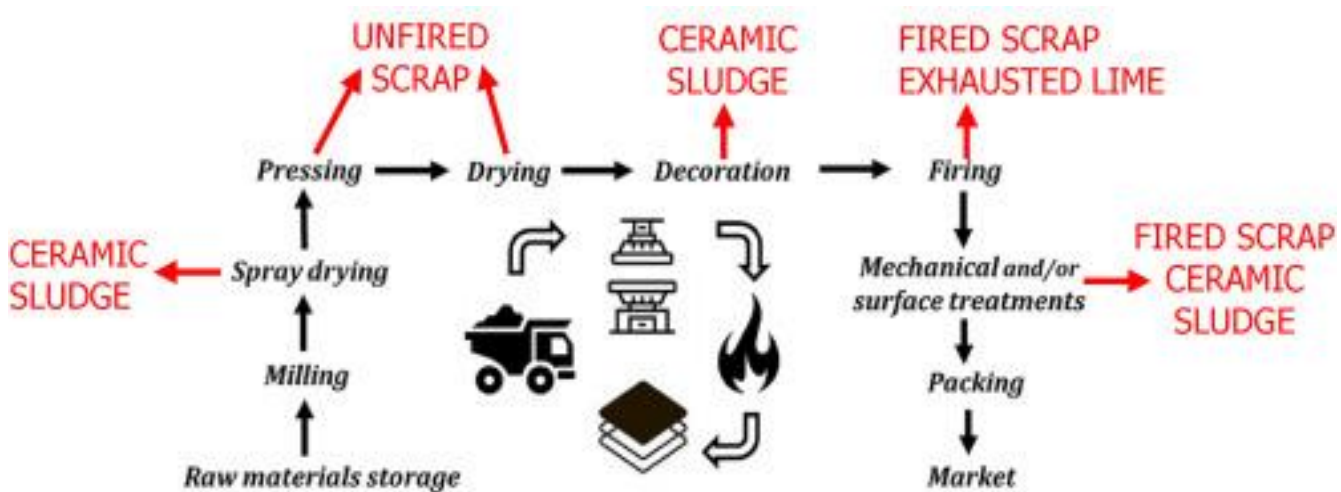 UNFIRED
SCRAP
CERAMIC
SLUDGE
FIRED SCRAP
EXHAUSTED LIME
Pressing
Drying
Decoration
Firing
CERAMIC
SLUDGE
Spray drying
Mechanical and/or
surface treatments
FIRED SCRAP
CERAMIC
SLUDGE
Milling
Packing
Raw materials storage
Market